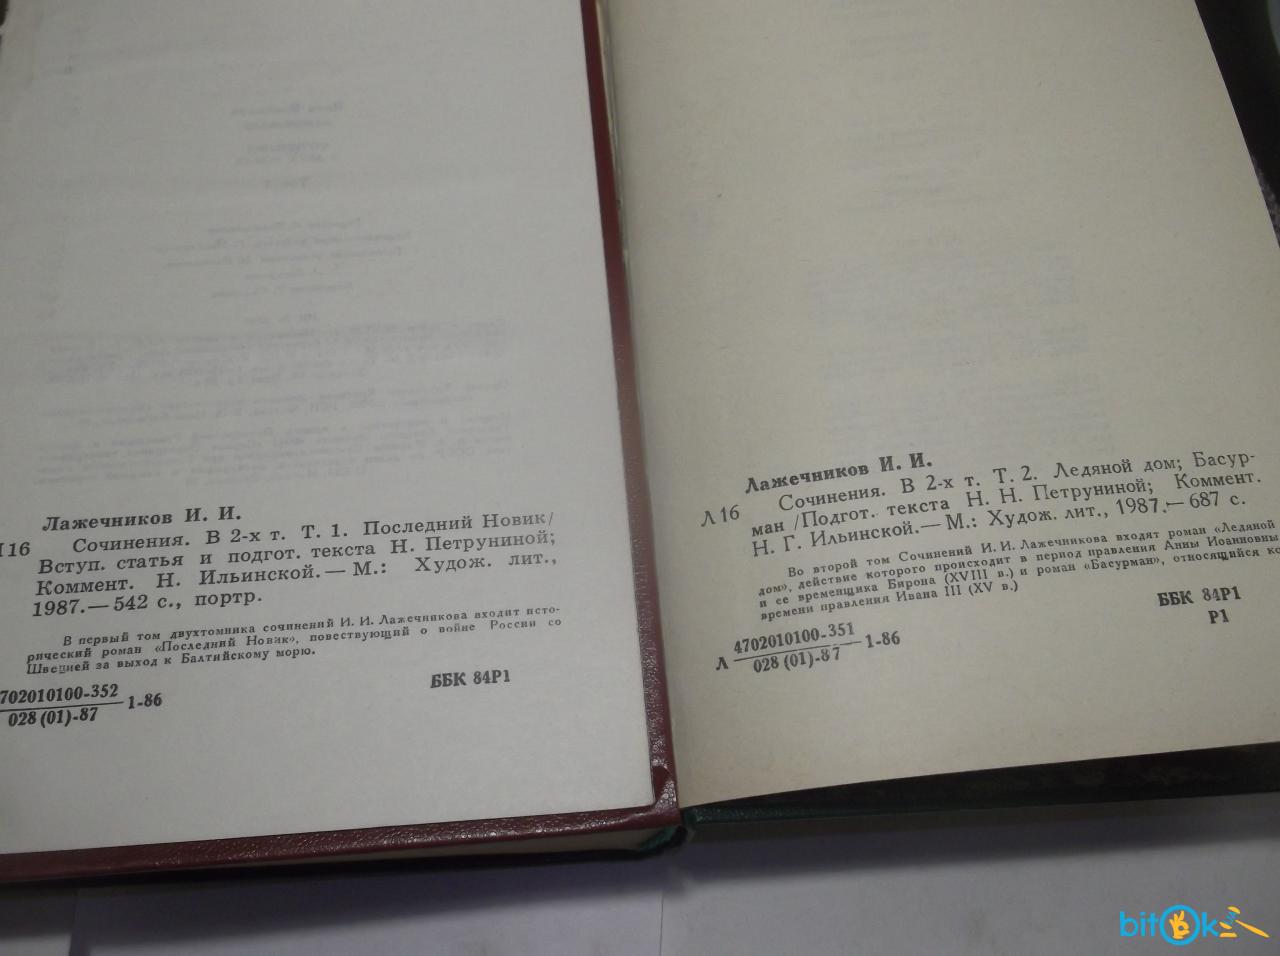 Лажечников И. И.
Л16 Сочинения. В 2-х т. Т. 1. Последний Новик/
Вступ. статья и подгот. текста Н. Петруниной;
Коммент. Н. Ильинской.— М.: Худож. лит.,
1987.— 542 с., портр.
В первый том двухтомника сочинений И. И. Лажечникова входит исто-
рический роман «Последний Новик», повествующий о войне России со
Швецией за выход к Балтийскому морю.
702010100-352
028 (01)-87
1-86
ББК 84Р1
Лажечников И. И.
Л 16 Сочинения. В 2-х т. Т. 2. Ледяной дом; Басур-
ман /Подгот. текста Н. Н. Петруниной; Коммент.
Н. Г. Ильинской.— М.: Худож. лит., 1987.— 687 с.
Во второй том Сочинений И. И. Лажечникова входят роман «Ледяной
дом», действие которого происходит в период правления Анны Иоанновны
и ее временщика Бирона (XVIII в.) и роман «Басурман», относящийся ко
времени правления Ивана III (XV в.)
Л 4702010100-351
028 (01)-87
1-86
ББК 84Р1
Р1
bitok